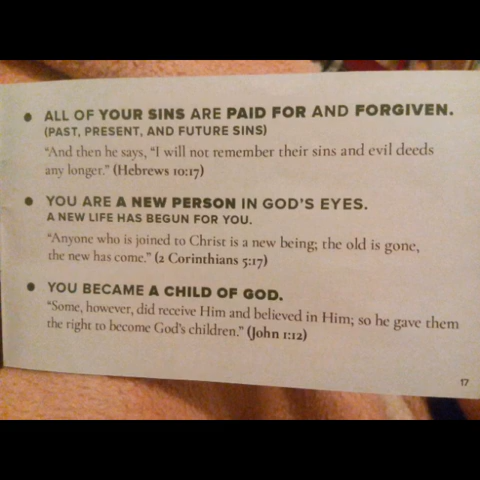 ● ALL OF YOUR SINS ARE PAID FOR AND FORGIVEN.
(PAST, PRESENT, AND FUTURE SINS)
"And then he says, "I will not remember their sins and evil deeds
any longer." (Hebrews 10:17)
● YOU ARE A NEW PERSON IN GOD'S EYES.
A NEW LIFE HAS BEGUN FOR YOU.
"Anyone who is joined to Christ is a new being; the old is gone,
the new has come." (2 Corinthians 5:17)
● YOU BECAME A CHILD OF GOD.
"Some, however, did receive Him and believed in Him; so he gave them
the right to become God's children." (John 1:12)
17